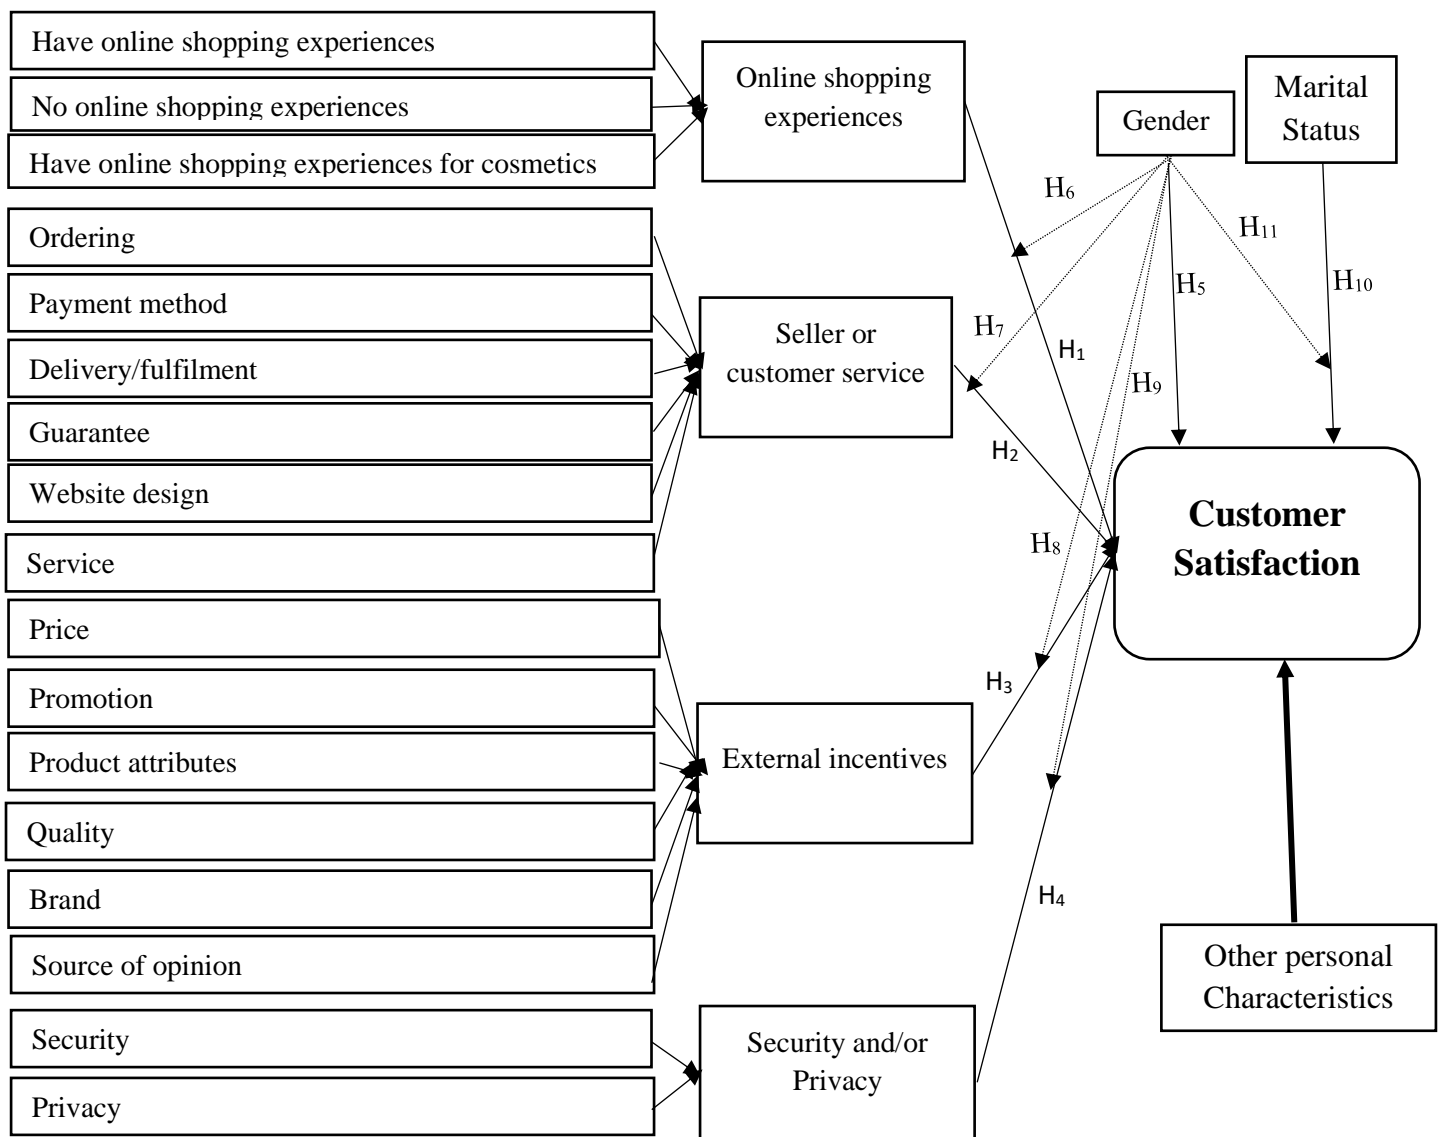 Have online shopping experiences
No online shopping experiences
Have online shopping experiences for cosmetics
Ordering
Payment method
Delivery/fulfilment
Guarantee
Website design
Service
Price
Promotion
Product attributes
Quality
Brand
Source of opinion
Security
Privacy
Online shopping
experiences
Seller or
customer service
External incentives
Security and/or
Privacy
Gender
Marital
Status
H₆
H₁₁
H₅
H₁₀
H₇
H₁
H₉
H₂
H₈
H₃
H₄
Customer
Satisfaction
Other personal
Characteristics